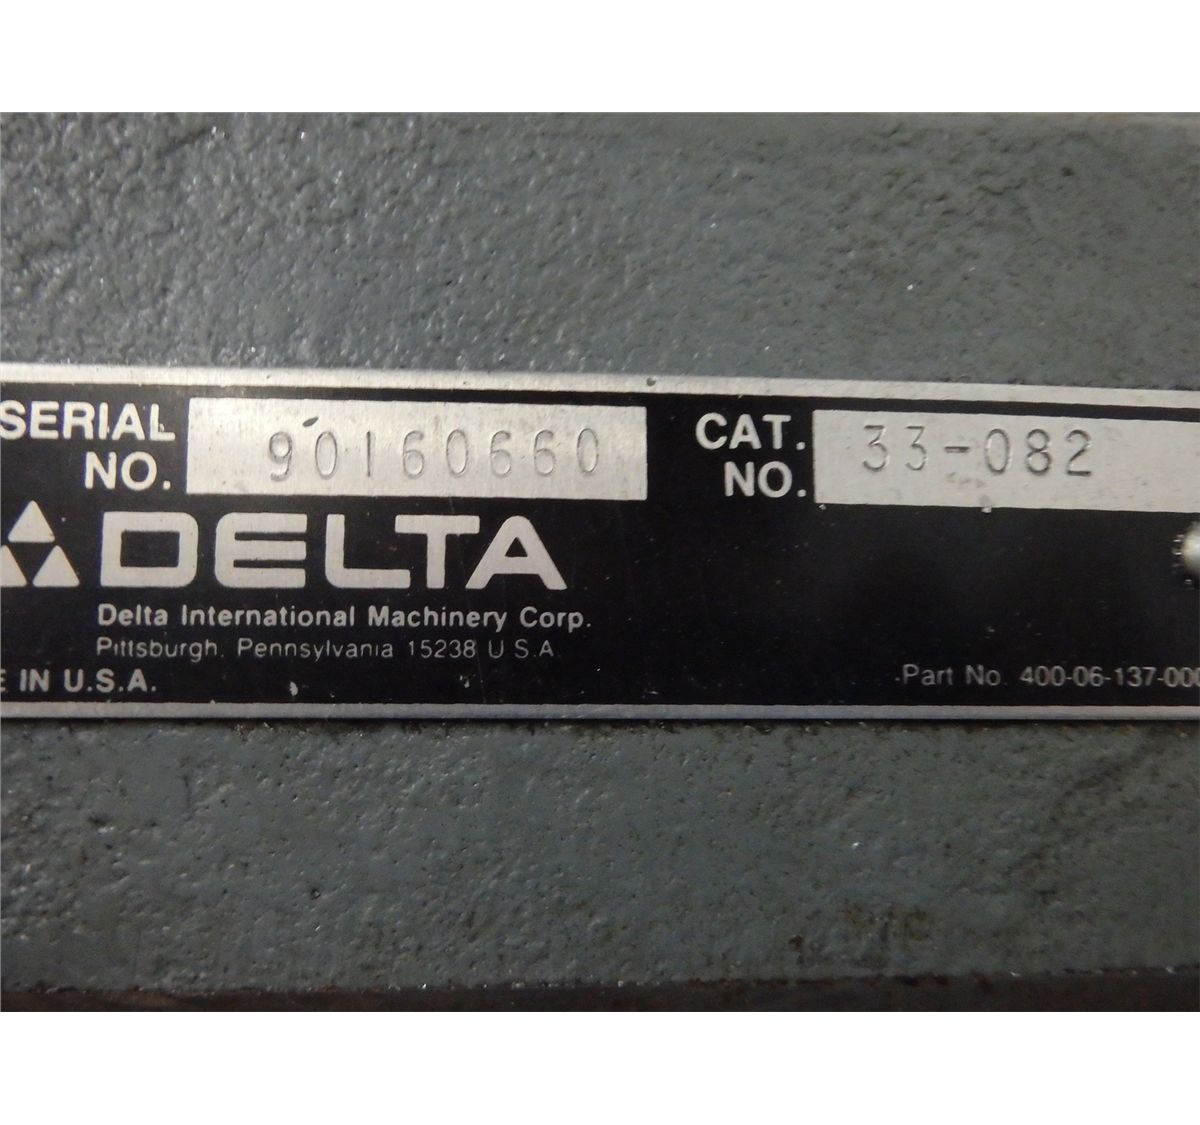 SERIAL NO. 90160660
CAT. NO. 33-082
DELTA
Delta International Machinery Corp.
Pittsburgh, Pennsylvania 15238 U.S.A.
E IN U.S.A.
Part No. 400-06-137-000